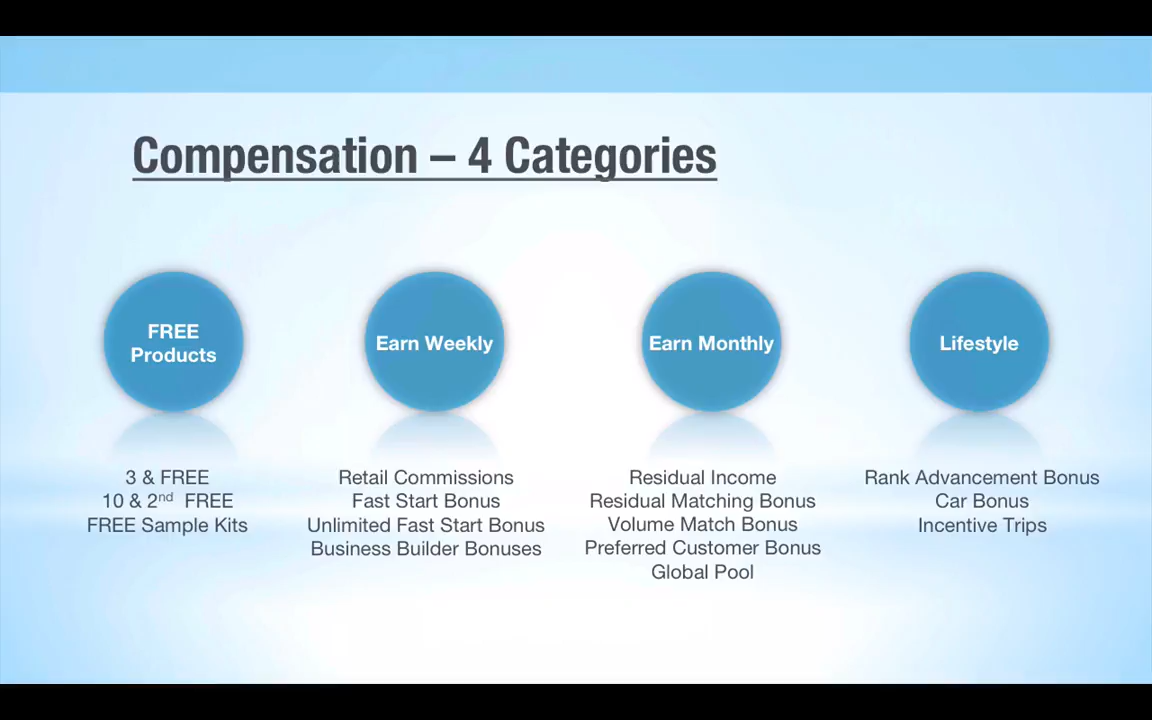 Compensation – 4 Categories
FREE
Products
Earn Weekly
Earn Monthly
Lifestyle
3 & FREE
10 & 2nd FREE
FREE Sample Kits
Retail Commissions
Fast Start Bonus
Unlimited Fast Start Bonus
Business Builder Bonuses
Residual Income
Residual Matching Bonus
Volume Match Bonus
Preferred Customer Bonus
Global Pool
Rank Advancement Bonus
Car Bonus
Incentive Trips